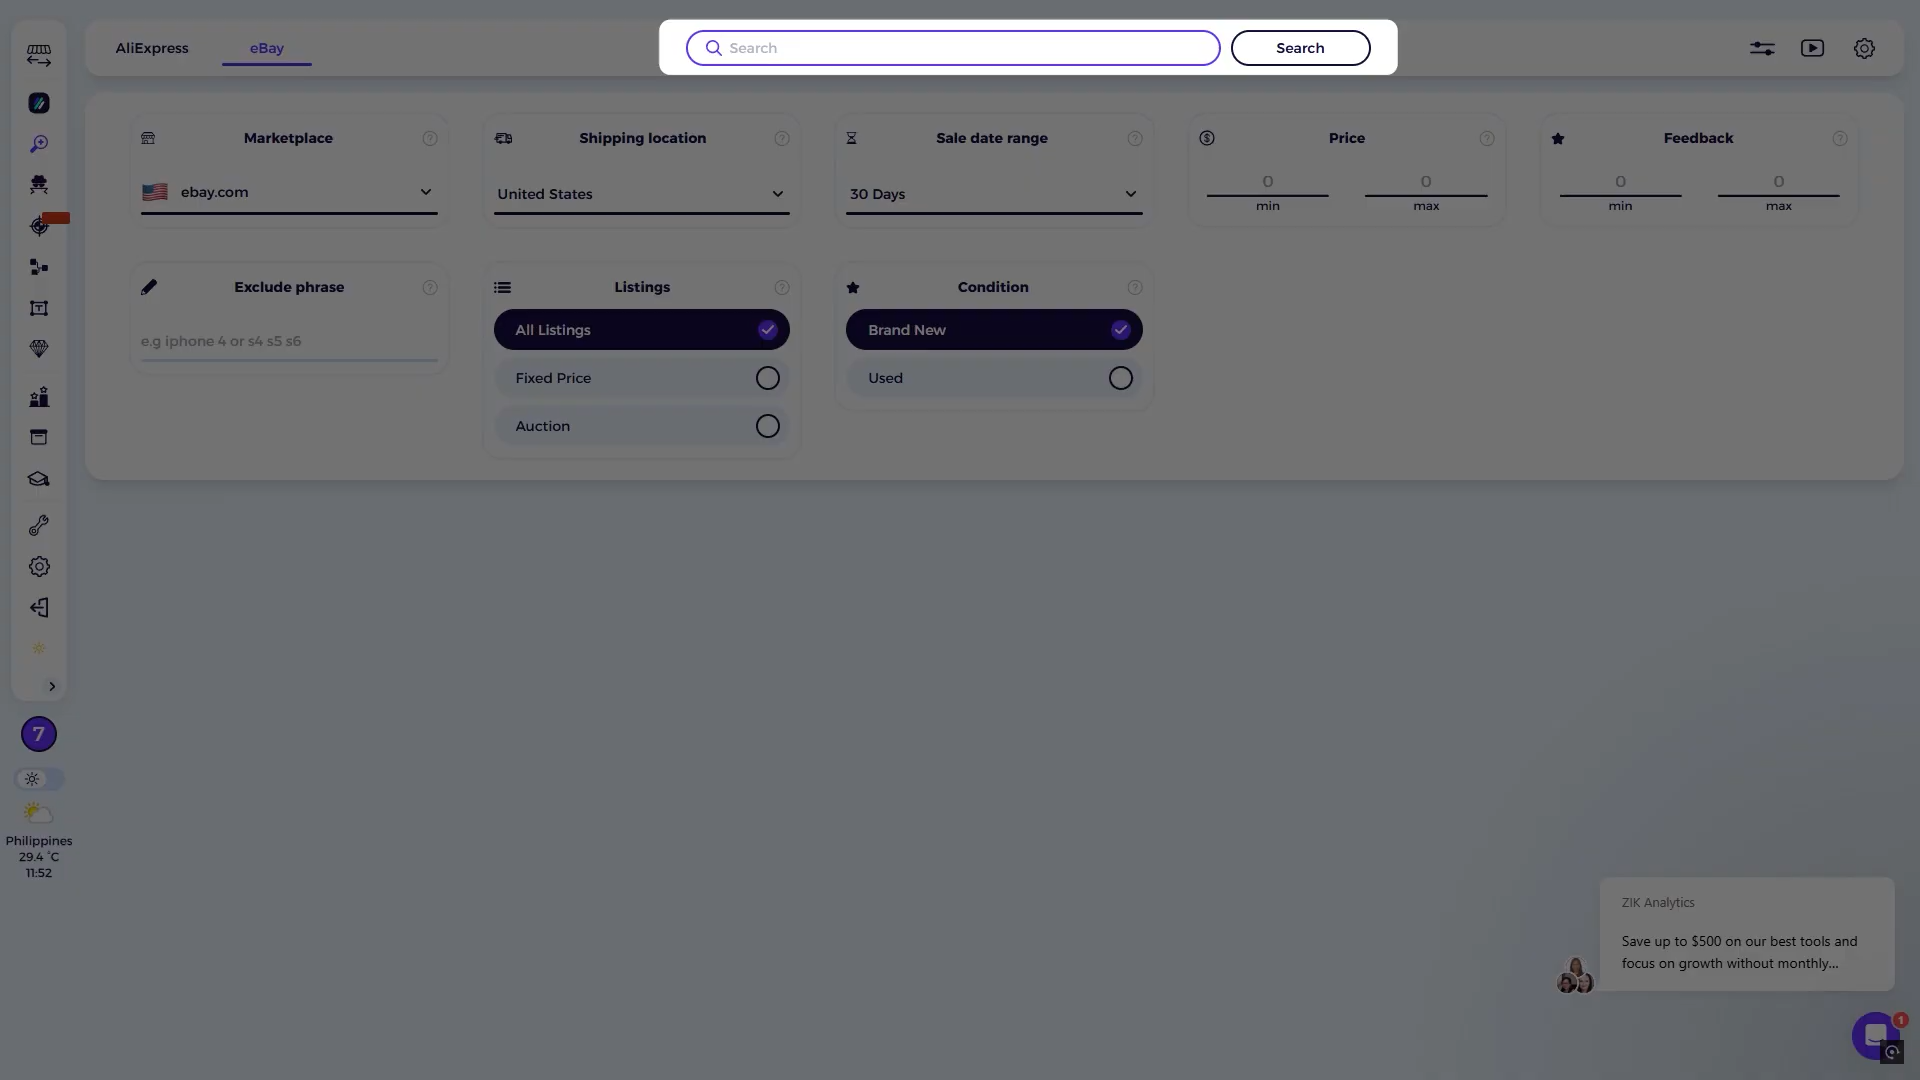 AliExpress
eBay
Search
Search
Marketplace
ebay.com
Shipping location
United States
Sale date range
30 Days
Price
0
min
0
max
Feedback
0
min
0
max
Exclude phrase
e.g iphone 4 or s4 s5 s6
Listings
All Listings
Fixed Price
Auction
Condition
Brand New
Used
7
Philippines
29.4 °C
11:52
ZIK Analytics
Save up to $500 on our best tools and
focus on growth without monthly...
1